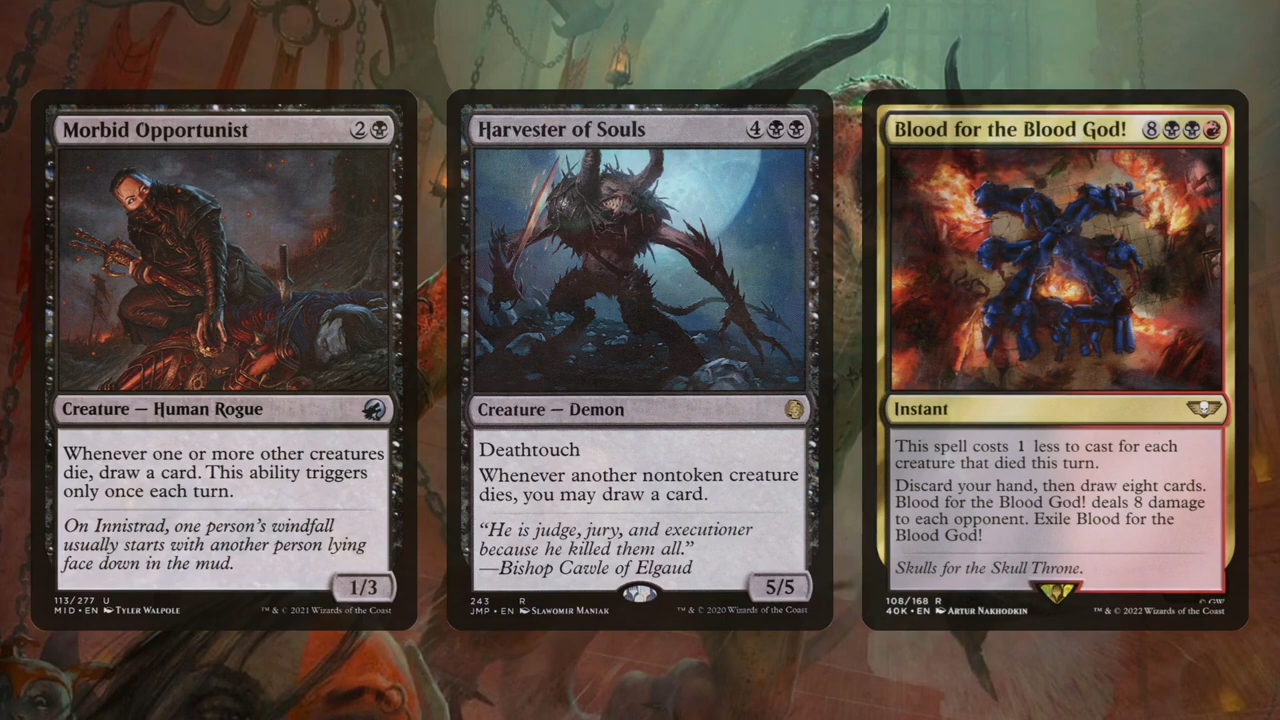 Morbid Opportunist 2
Creature — Human Rogue
Whenever one or more other creatures
die, draw a card. This ability triggers
only once each turn.
On Innistrad, one person's windfall
usually starts with another person lying
face down in the mud.
1/3
113/277 U
MID • EN TYLER WALPOLE
™ & © 2021 Wizards of the Coast
Harvester of Souls 4
Creature — Demon
Deathtouch
Whenever another nontoken creature
dies, you may draw a card.
“He is judge, jury, and executioner
because he killed them all.”
—Bishop Cawle of Elgaud
5/5
243 R
JMP • EN SLAWOMIR MANIAK
™ & © 2020 Wizards of the Coast
Blood for the Blood God! 8
Instant
This spell costs 1 less to cast for each
creature that died this turn.
Discard your hand, then draw eight cards.
Blood for the Blood God! deals 8 damage
to each opponent. Exile Blood for the
Blood God!
Skulls for the Skull Throne.
108/168 R
© GW
40K • EN ARTUR NAKHODKIN
™ & © 2022 Wizards of the Coast